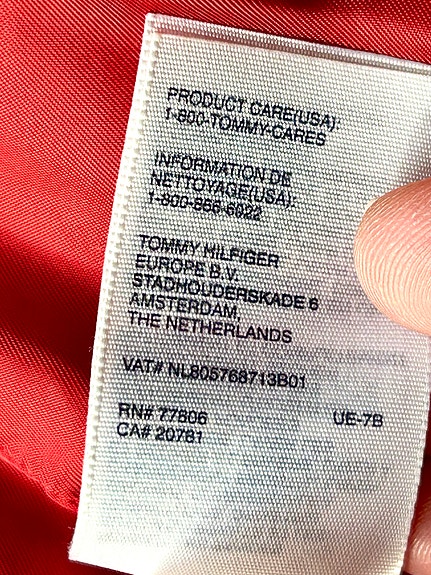 PRODUCT CARE(USA):
1-800-TOMMY-CARES
INFORMATION DE
NETTOYAGE(USA):
1-800-866-6922
TOMMY HILFIGER
EUROPE B.V.
STADHOUDERSKADE 6
AMSTERDAM,
THE NETHERLANDS
VAT# NL805768713B01
RN# 77806 UE-7B
CA# 20781